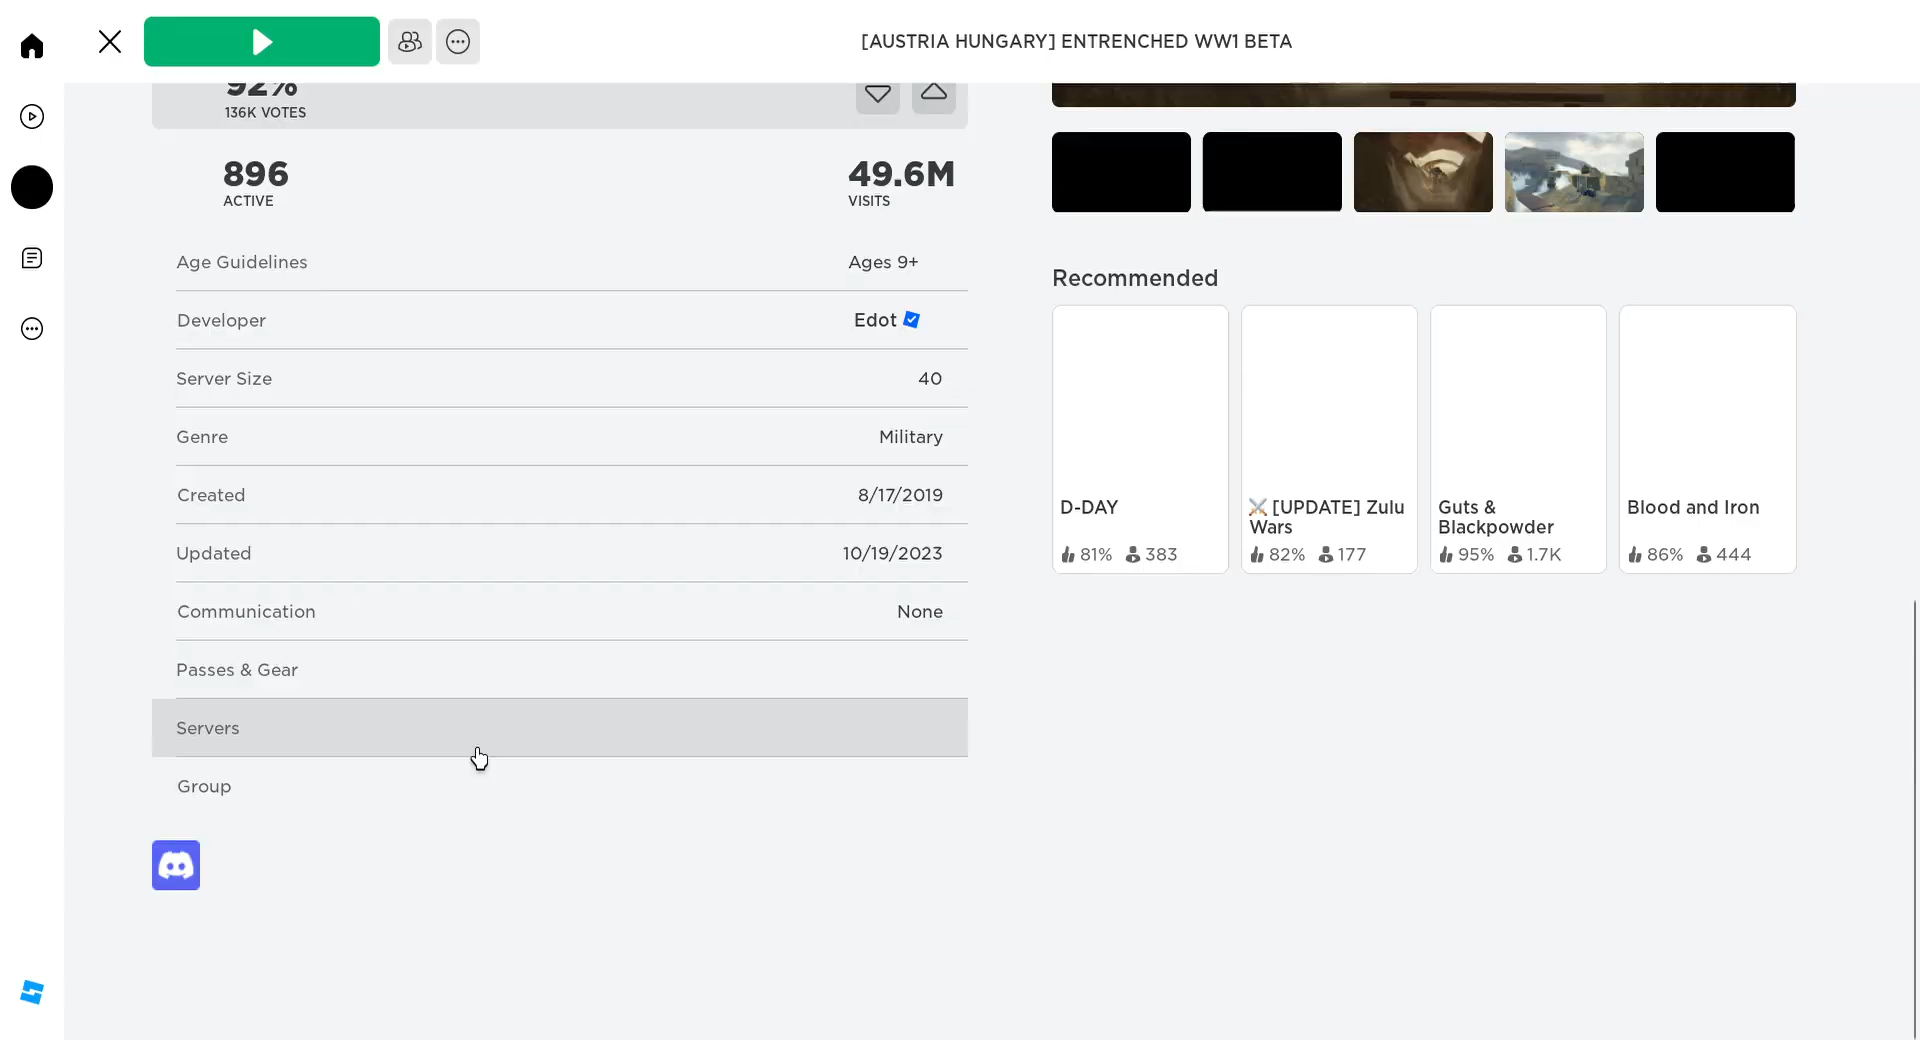 [AUSTRIA HUNGARY] ENTRENCHED WW1 BETA
92%
136K VOTES
896
ACTIVE
49.6M
VISITS
Age Guidelines
Ages 9+
Developer
Edot
Server Size
40
Genre
Military
Created
8/17/2019
Updated
10/19/2023
Communication
None
Passes & Gear
Servers
Group
Recommended
D-DAY
81% 383
⚔️ [UPDATE] Zulu
Wars
82% 177
Guts &
Blackpowder
95% 1.7K
Blood and Iron
86% 444